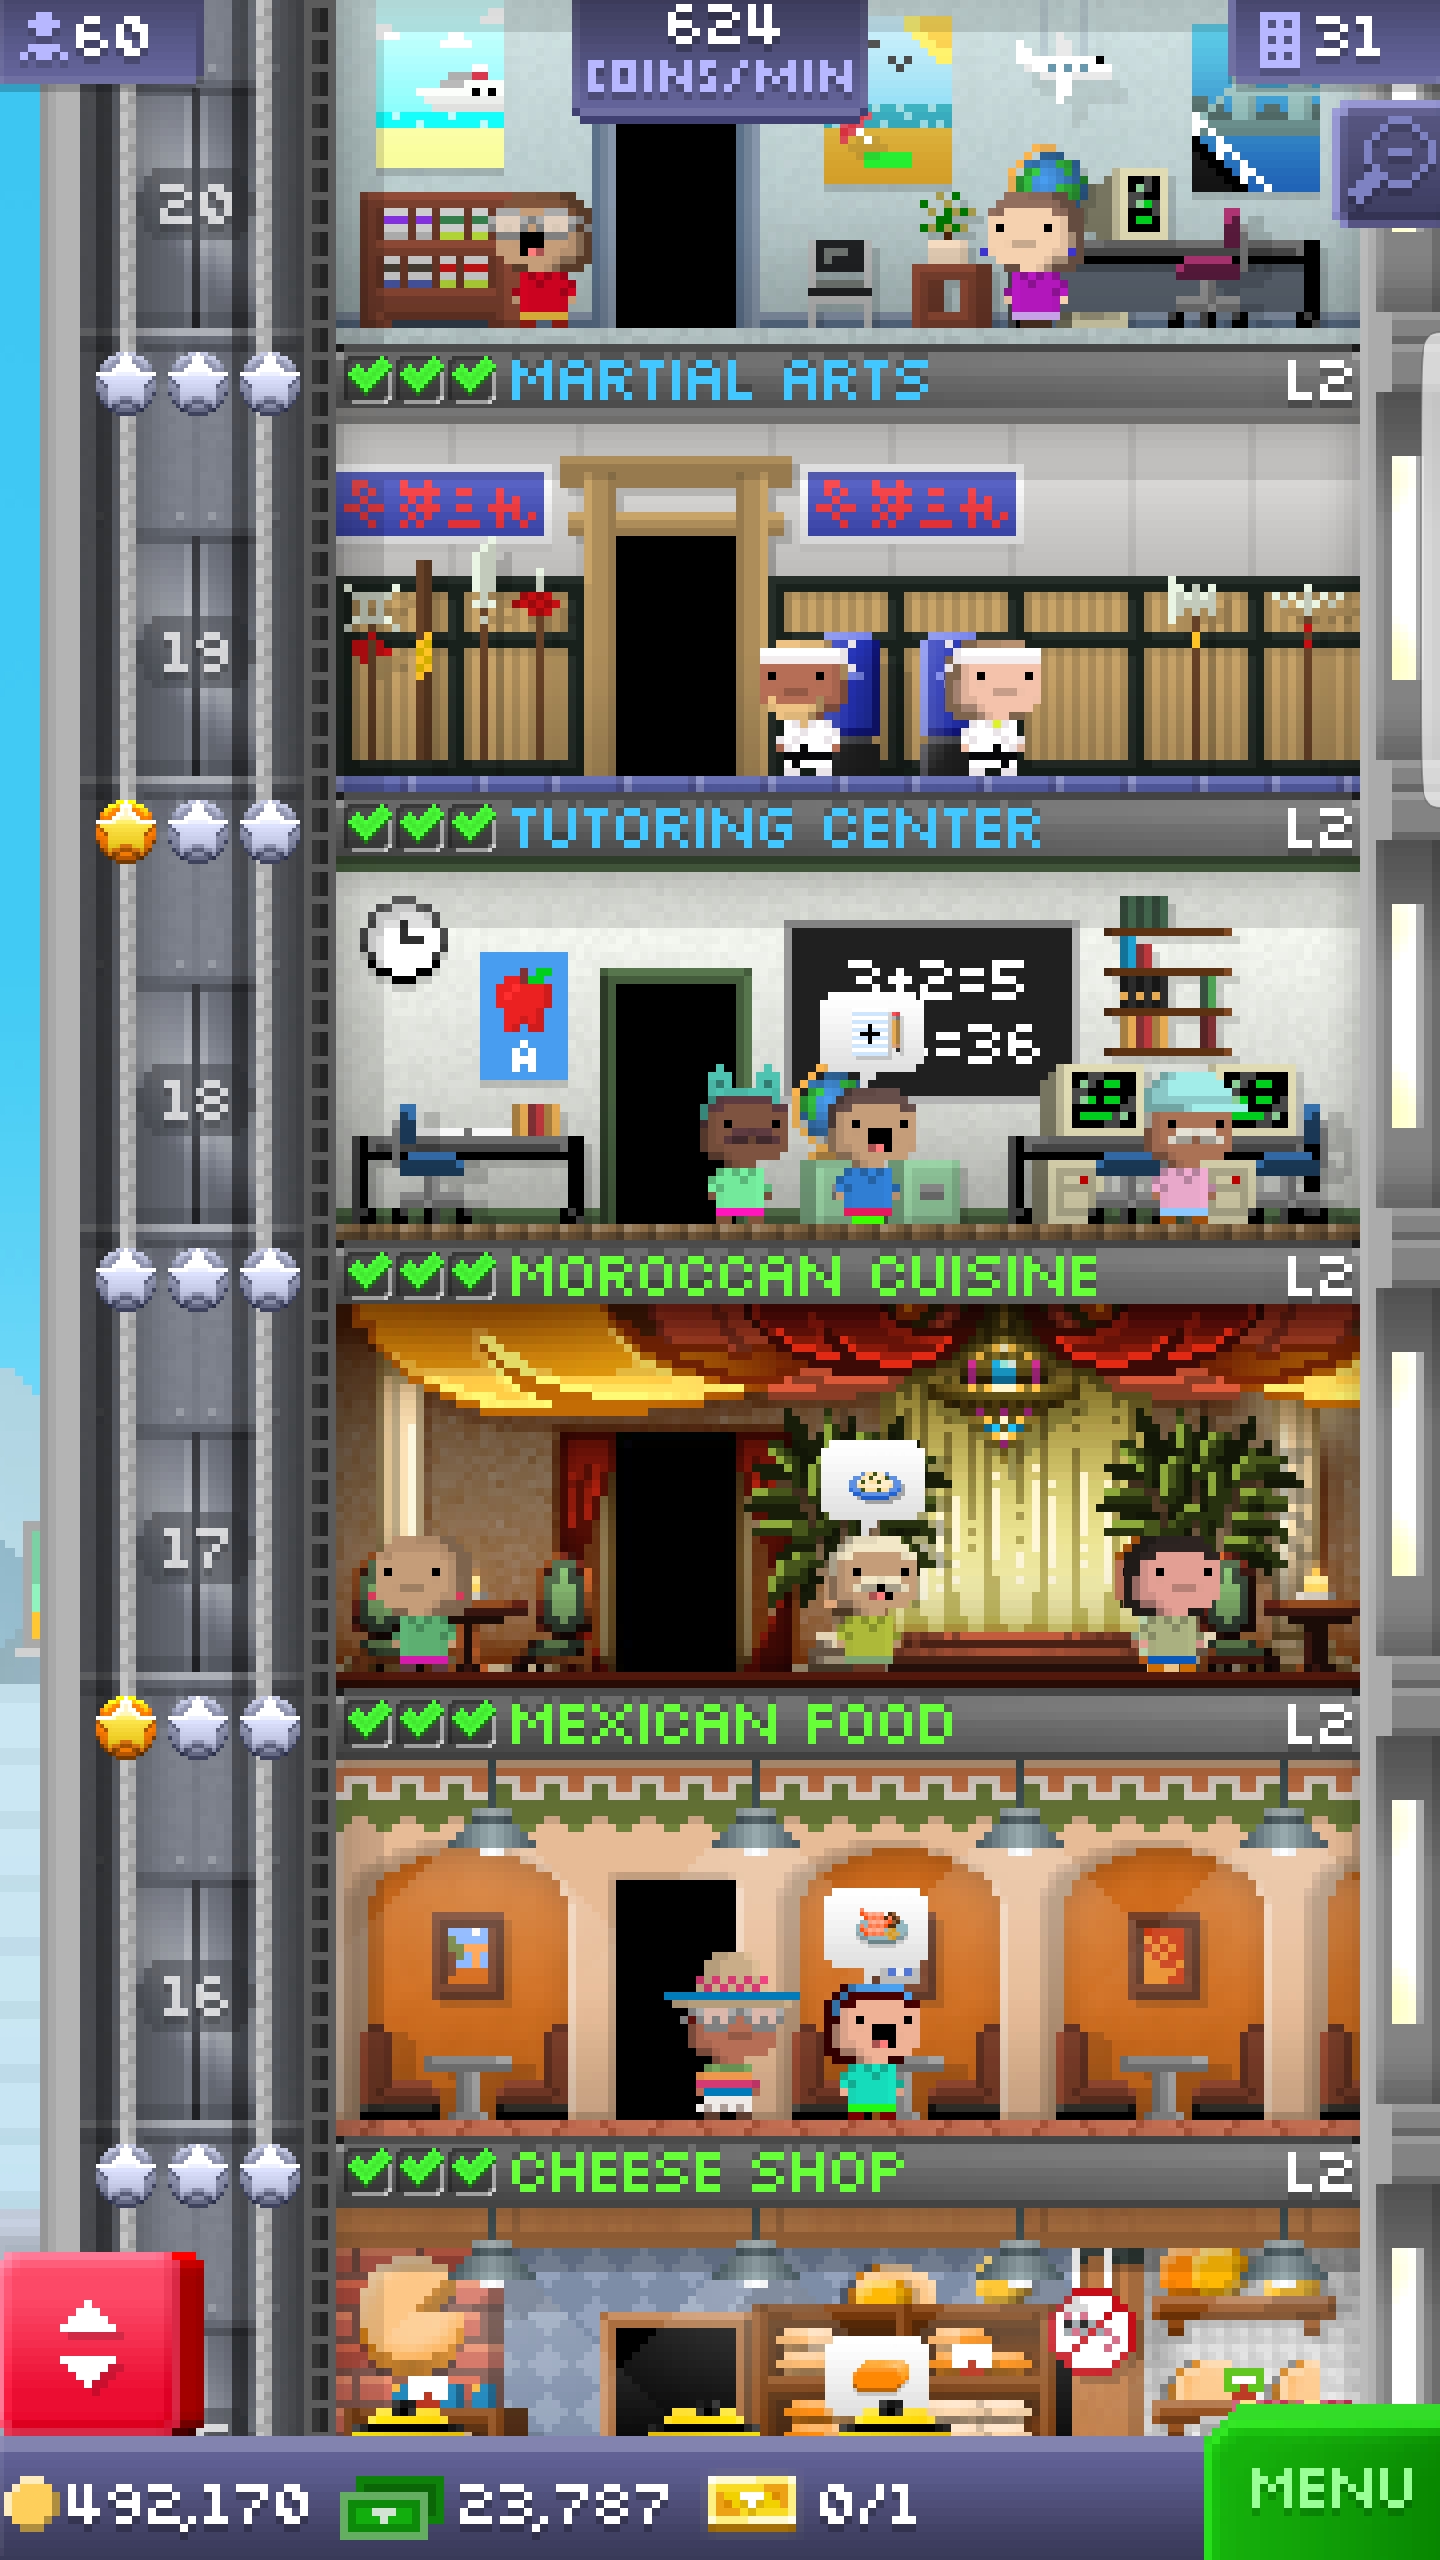 60
624
COINS/MIN
31
20
MARTIAL ARTS L2
19
TUTORING CENTER L2
3+2=5
=36
A
18
MOROCCAN CUISINE L2
17
MEXICAN FOOD L2
16
CHEESE SHOP L2
492,170 23,787 0/1
MENU